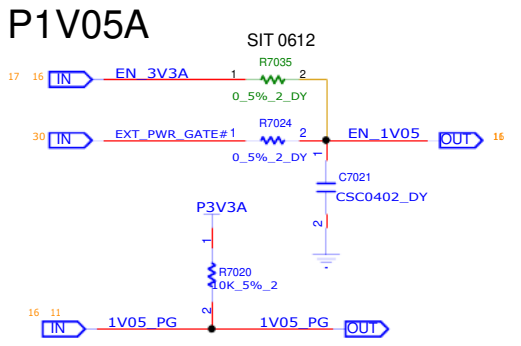 P1V05A
SIT 0612
R7035
17 16 IN EN_3V3A 1 2
0_5%_2_DY
R7024
30 IN EXT_PWR_GATE# 1 2 EN_1V05 OUT 16
0_5%_2_DY
1
C7021
CSC0402_DY
2
P3V3A
1
R7020
10K_5%_2
2
16 11
IN 1V05_PG 1V05_PG OUT